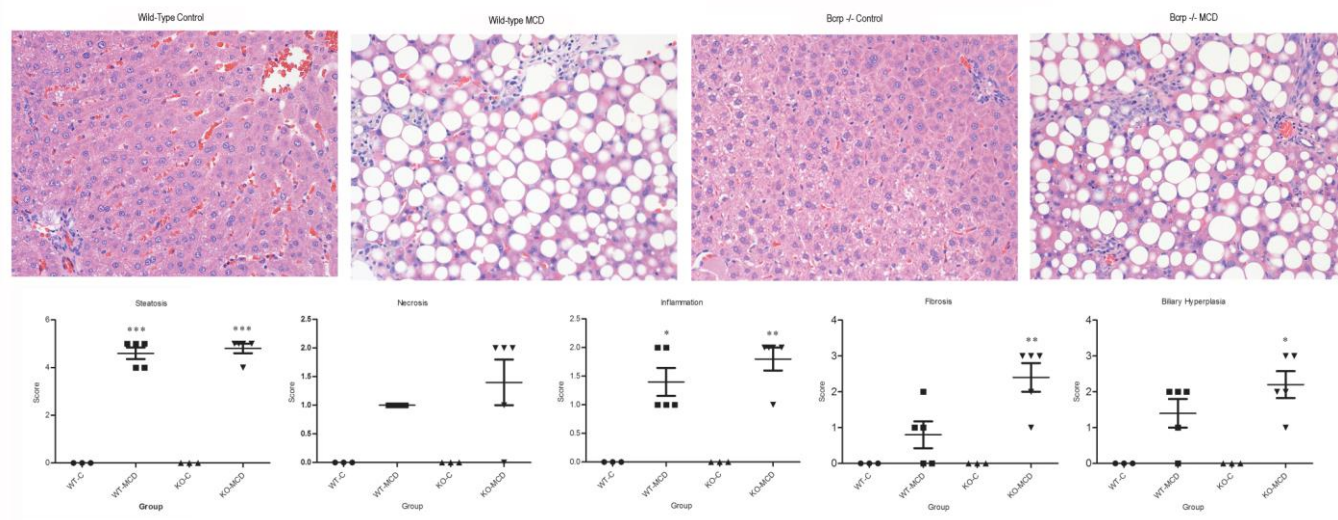 Wild-Type Control
Wild-type MCD
Bcrp -/- Control
Bcrp -/- MCD
Steatosis
Score
6
4
2
0
***
***
WT-C
WT-MCD
KO-C
KO-MCD
Group
Necrosis
Score
2.5
2.0
1.5
1.0
0.5
0.0
WT-C
WT-MCD
KO-C
KO-MCD
Group
Inflammation
Score
2.5
2.0
1.5
1.0
0.5
0.0
*
**
WT-C
WT-MCD
KO-C
KO-MCD
Group
Fibrosis
Score
4
3
2
1
0
**
WT-C
WT-MCD
KO-C
KO-MCD
Group
Biliary Hyperplasia
Score
4
3
2
1
0
*
WT-C
WT-MCD
KO-C
KO-MCD
Group